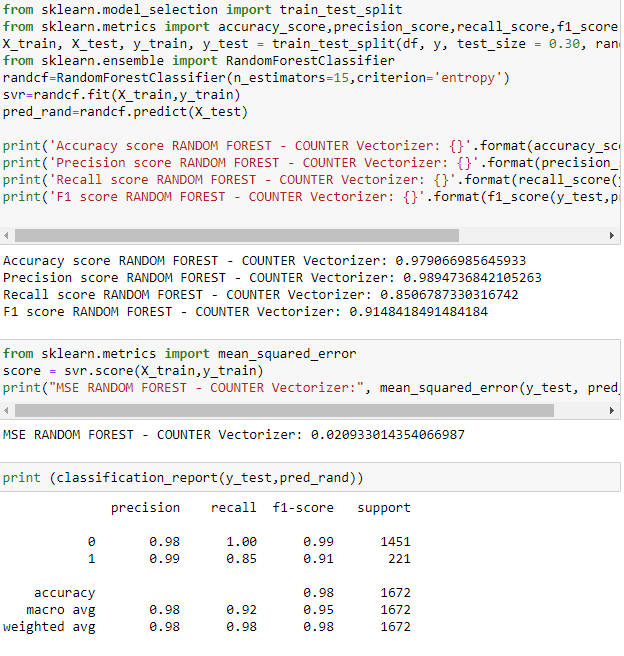 from sklearn.model_selection import train_test_split
from sklearn.metrics import accuracy_score,precision_score,recall_score,f1_score
X_train, X_test, y_train, y_test = train_test_split(df, y, test_size = 0.30, ran
from sklearn.ensemble import RandomForestClassifier
randcf=RandomForestClassifier(n_estimators=15,criterion='entropy')
svr=randcf.fit(X_train,y_train)
pred_rand=randcf.predict(X_test)
print('Accuracy score RANDOM FOREST - COUNTER Vectorizer: {}'.format(accuracy_sco
print('Precision score RANDOM FOREST - COUNTER Vectorizer: {}'.format(precision_
print('Recall score RANDOM FOREST - COUNTER Vectorizer: {}'.format(recall_score(y
print('F1 score RANDOM FOREST - COUNTER Vectorizer: {}'.format(f1_score(y_test,p
Accuracy score RANDOM FOREST - COUNTER Vectorizer: 0.979066985645933
Precision score RANDOM FOREST - COUNTER Vectorizer: 0.9894736842105263
Recall score RANDOM FOREST - COUNTER Vectorizer: 0.8506787330316742
F1 score RANDOM FOREST - COUNTER Vectorizer: 0.9148418491484184
from sklearn.metrics import mean_squared_error
score = svr.score(X_train,y_train)
print("MSE RANDOM FOREST - COUNTER Vectorizer:", mean_squared_error(y_test, pred_
MSE RANDOM FOREST - COUNTER Vectorizer: 0.020933014354066987
print (classification_report(y_test,pred_rand))
precision recall f1-score support
0 0.98 1.00 0.99 1451
1 0.99 0.85 0.91 221
accuracy 0.98 1672
macro avg 0.98 0.92 0.95 1672
weighted avg 0.98 0.98 0.98 1672